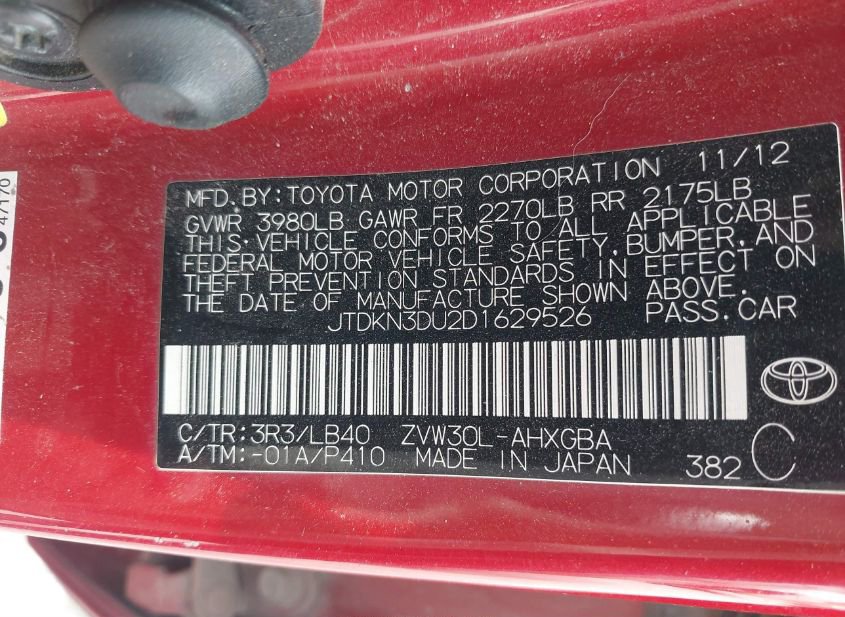 MFD.BY:TOYOTA MOTOR CORPORATION 11/12
GVWR 3980LB GAWR FR 2270LB RR 2175LB
THIS VEHICLE CONFORMS TO ALL APPLICABLE
FEDERAL MOTOR VEHICLE SAFETY,BUMPER,AND
THEFT PREVENTION STANDARDS IN EFFECT ON
THE DATE OF MANUFACTURE SHOWN ABOVE.
JTDKN3DU2D1629526 PASS.CAR
C/TR:3R3/LB40 ZVW30L-AHXGBA
A/TM:-01A/P410 MADE IN JAPAN 382 C
47170